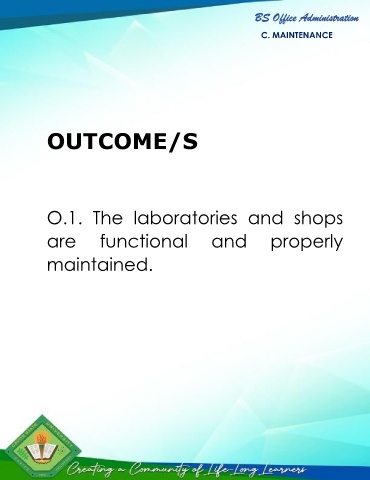 BS Office Administration
C. MAINTENANCE
OUTCOME/S
O.1. The laboratories and shops
are functional and properly
maintained.
Creating a Community of Life-Long Learners